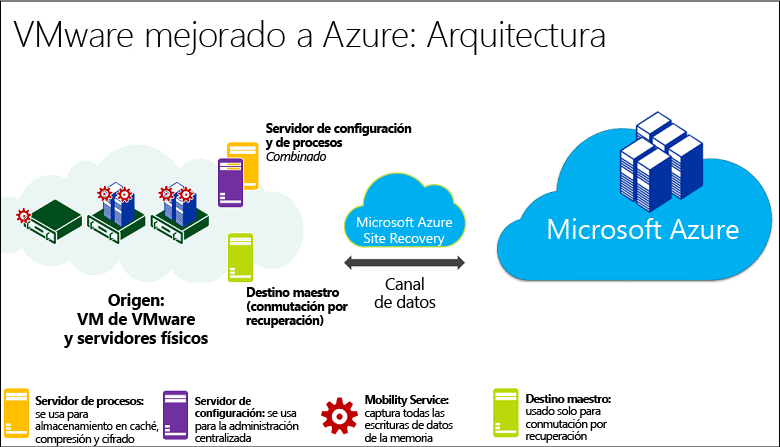 VMware mejorado a Azure: Arquitectura
Servidor de configuración
y de procesos
Combinado
Microsoft Azure
Site Recovery
Microsoft Azure
Canal
de datos
Destino maestro
(conmutación por
recuperación)
Origen:
VM de VMware
y servidores físicos
Servidor de procesos:
se usa para
almacenamiento en caché,
compresión y cifrado
Servidor de
configuración: se usa
para la administración
centralizada
Mobility Service:
captura todas las
escrituras de datos
de la memoria
Destino maestro:
usado solo para
conmutación por
recuperación